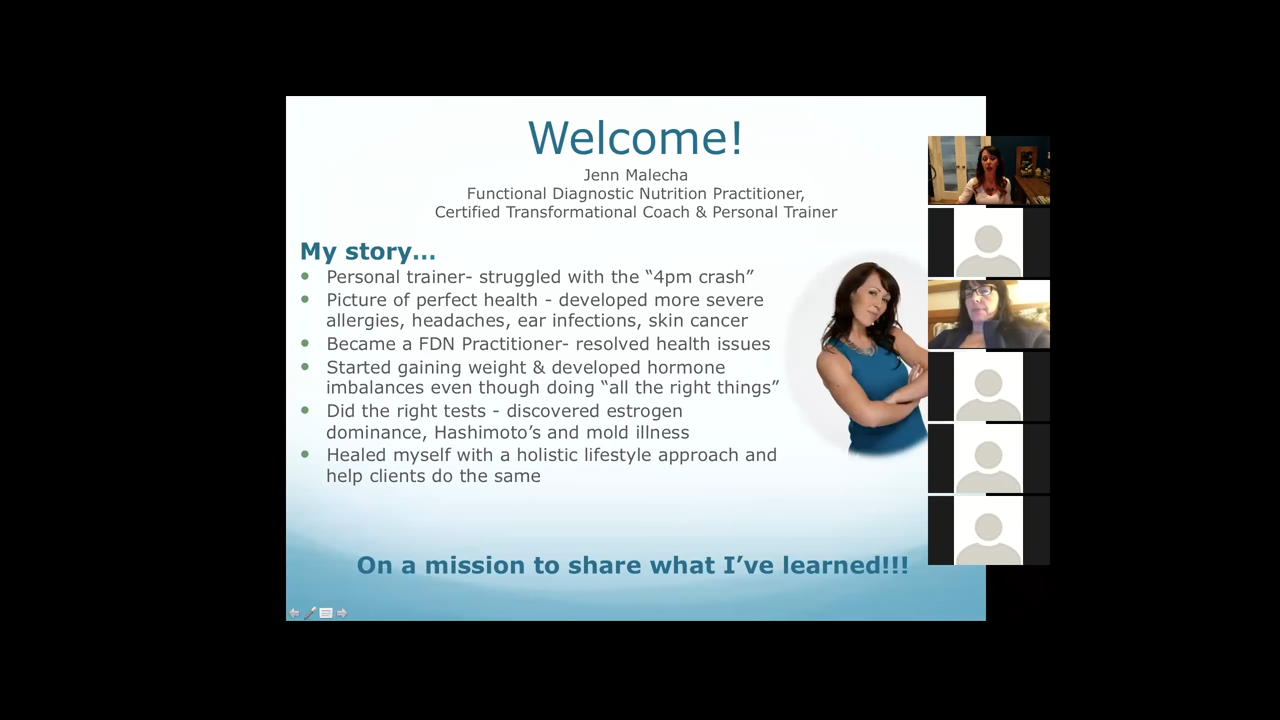 Welcome!
Jenn Malecha
Functional Diagnostic Nutrition Practitioner,
Certified Transformational Coach & Personal Trainer
My story...
• Personal trainer- struggled with the “4pm crash”
• Picture of perfect health - developed more severe
allergies, headaches, ear infections, skin cancer
• Became a FDN Practitioner- resolved health issues
• Started gaining weight & developed hormone
imbalances even though doing “all the right things”
• Did the right tests - discovered estrogen
dominance, Hashimoto’s and mold illness
• Healed myself with a holistic lifestyle approach and
help clients do the same
On a mission to share what I’ve learned!!!